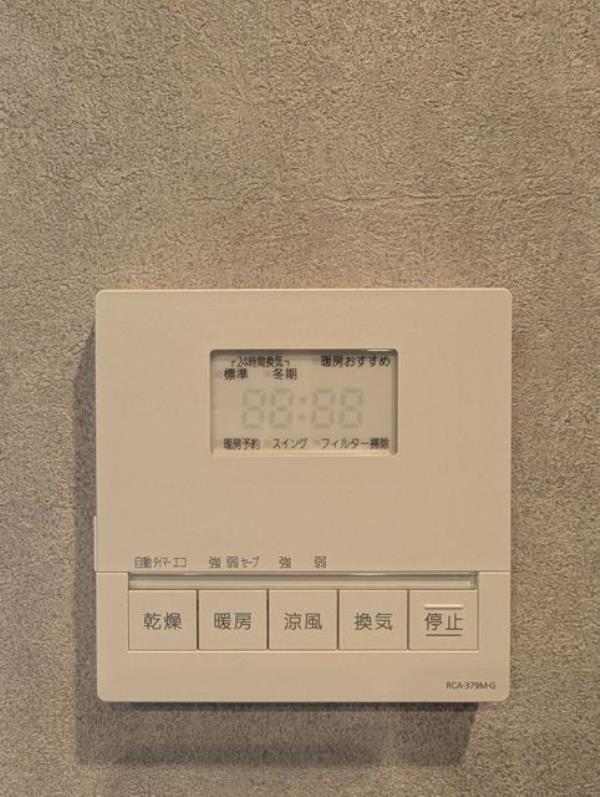 ┌24時間換気┐ 暖房おすすめ
標準 冬期
88:88
暖房予約 スイング フィルター掃除
自動 タイマー エコ 強 弱 セーブ 強 弱
乾燥 暖房 涼風 換気 停止
RCA-379M-G